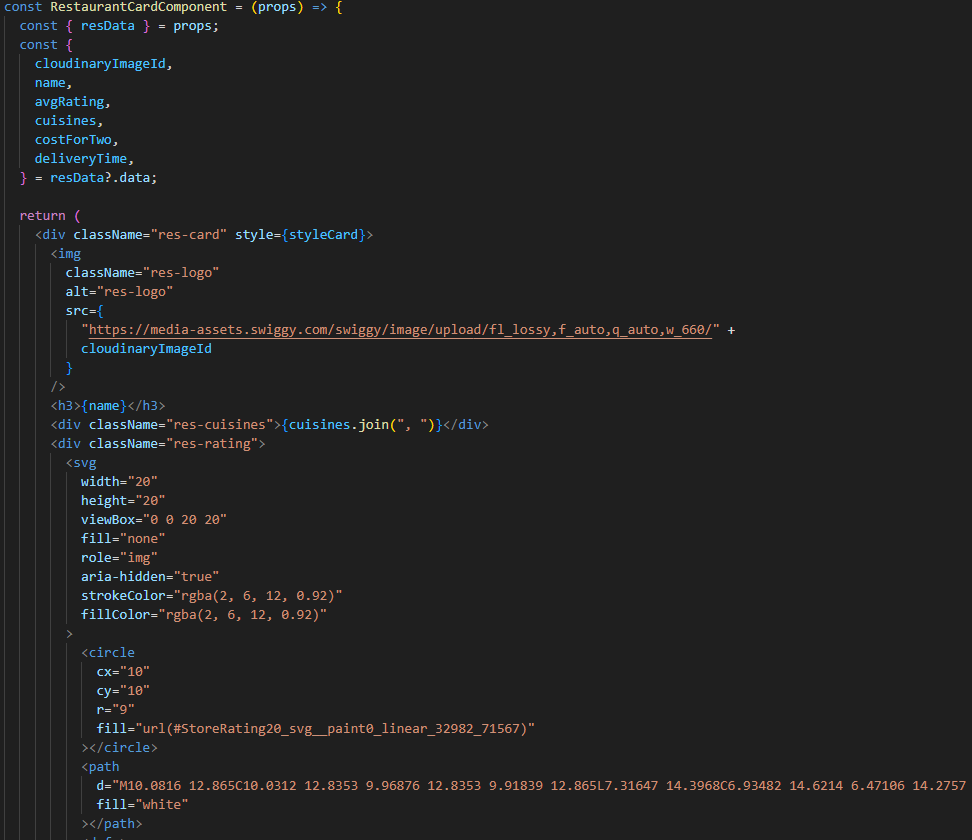 const RestaurantCardComponent = (props) => {
  const { resData } = props;
  const {
    cloudinaryImageId,
    name,
    avgRating,
    cuisines,
    costForTwo,
    deliveryTime,
  } = resData?.data;

  return (
    <div className="res-card" style={styleCard}>
      <img
        className="res-logo"
        alt="res-logo"
        src={
          "https://media-assets.swiggy.com/swiggy/image/upload/fl_lossy,f_auto,q_auto,w_660/" +
          cloudinaryImageId
        }
      />
      <h3>{name}</h3>
      <div className="res-cuisines">{cuisines.join(", ")}</div>
      <div className="res-rating">
        <svg
          width="20"
          height="20"
          viewBox="0 0 20 20"
          fill="none"
          role="img"
          aria-hidden="true"
          strokeColor="rgba(2, 6, 12, 0.92)"
          fillColor="rgba(2, 6, 12, 0.92)"
        >
          <circle
            cx="10"
            cy="10"
            r="9"
            fill="url(#StoreRating20_svg__paint0_linear_32982_71567)"
          ></circle>
          <path
            d="M10.0816 12.865C10.0312 12.8353 9.96876 12.8353 9.91839 12.865L7.31647 14.3968C6.93482 14.6214 6.47106 14.2757
            fill="white"
          ></path>